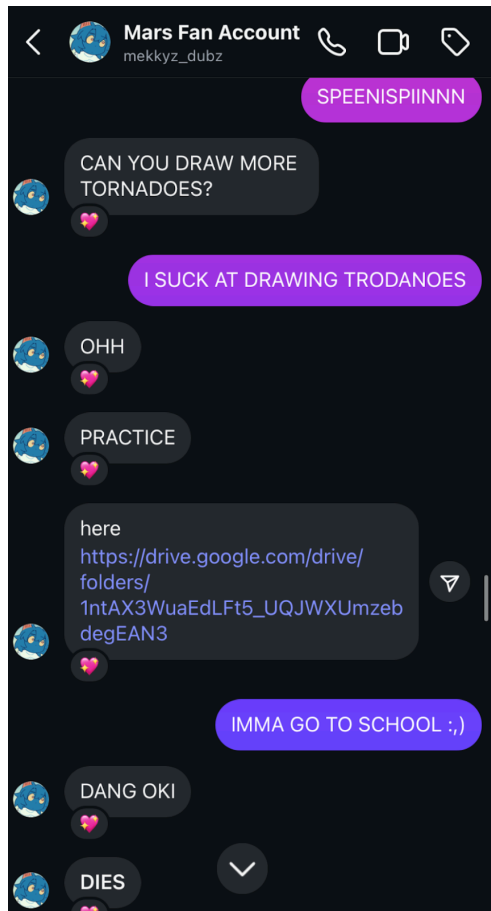 Mars Fan Account
mekkyz_dubz
SPEENISPIINNN
CAN YOU DRAW MORE
TORNADOES?
I SUCK AT DRAWING TRODANOES
OHH
PRACTICE
here
https://drive.google.com/drive/
folders/
1ntAX3WuaEdLFt5_UQJWXUmzeb
degEAN3
IMMA GO TO SCHOOL :,)
DANG OKI
DIES